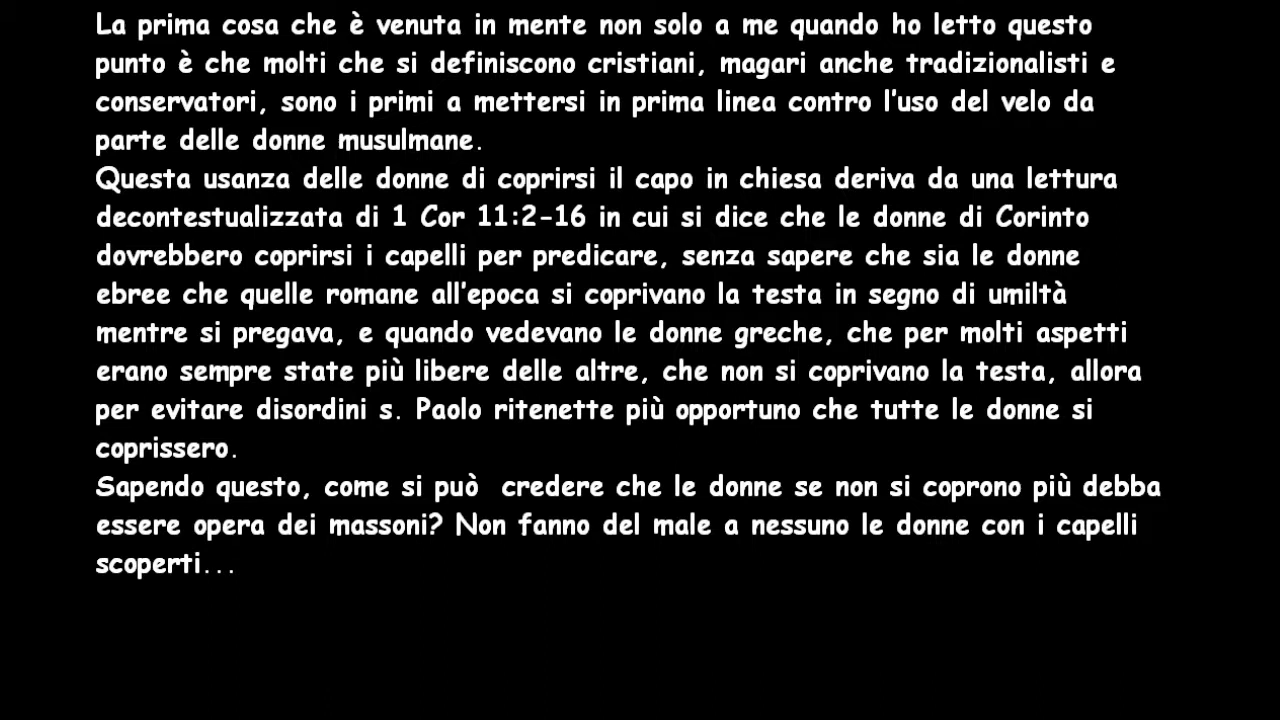 La prima cosa che è venuta in mente non solo a me quando ho letto questo
punto è che molti che si definiscono cristiani, magari anche tradizionalisti e
conservatori, sono i primi a mettersi in prima linea contro l'uso del velo da
parte delle donne musulmane.
Questa usanza delle donne di coprirsi il capo in chiesa deriva da una lettura
decontestualizzata di 1 Cor 11:2-16 in cui si dice che le donne di Corinto
dovrebbero coprirsi i capelli per predicare, senza sapere che sia le donne
ebree che quelle romane all'epoca si coprivano la testa in segno di umiltà
mentre si pregava, e quando vedevano le donne greche, che per molti aspetti
erano sempre state più libere delle altre, che non si coprivano la testa, allora
per evitare disordini s. Paolo ritenette più opportuno che tutte le donne si
coprissero.
Sapendo questo, come si può  credere che le donne se non si coprono più debba
essere opera dei massoni? Non fanno del male a nessuno le donne con i capelli
scoperti...